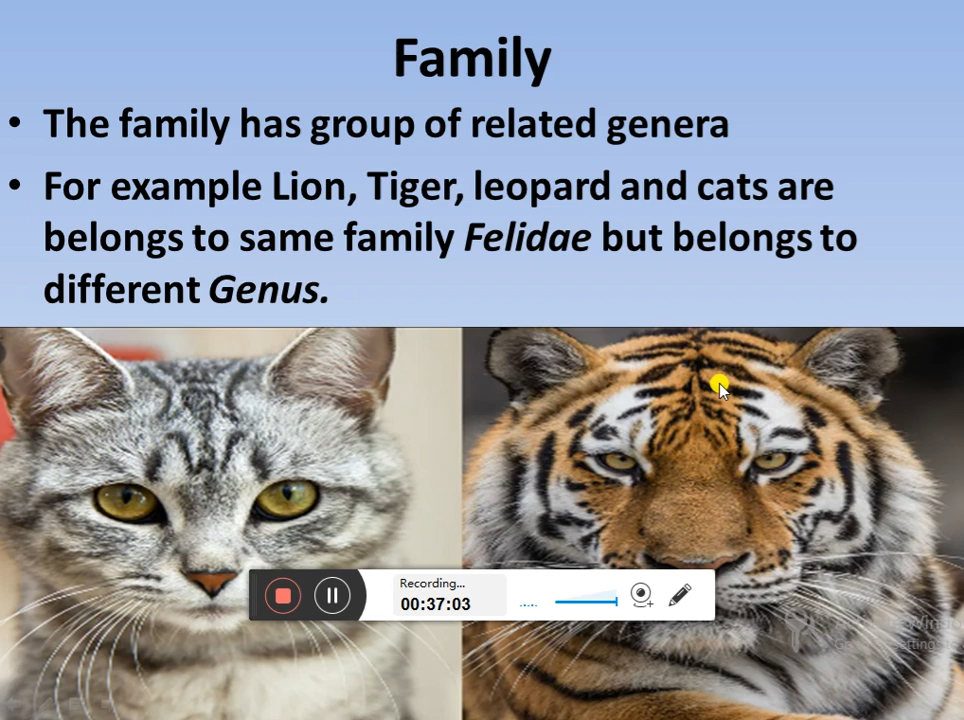 Family
• The family has group of related genera
• For example Lion, Tiger, leopard and cats are
belongs to same family Felidae but belongs to
different Genus.
Recording...
00:37:03